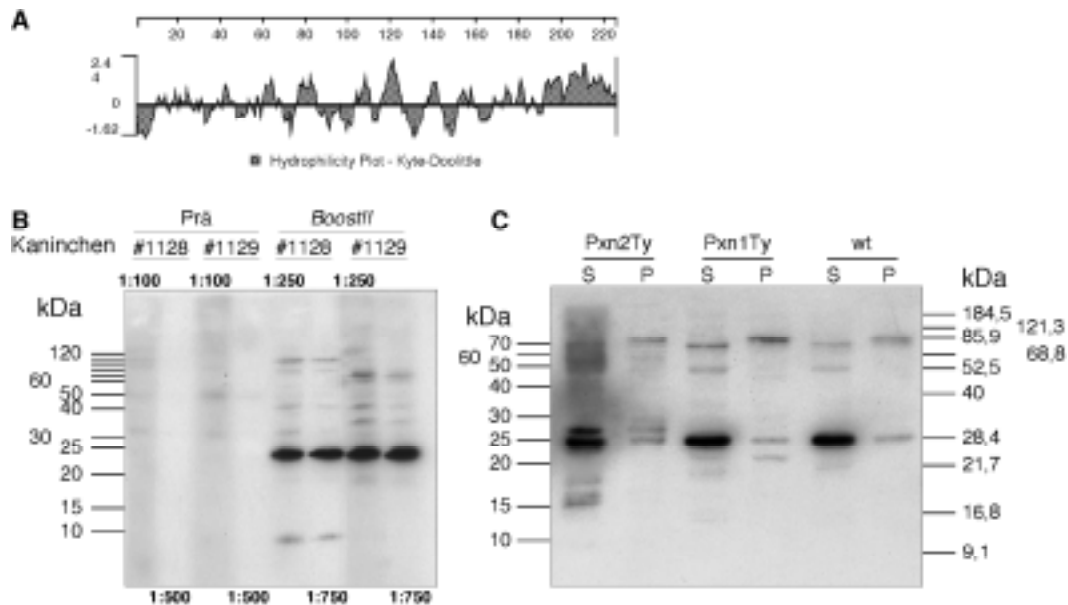 A
20 40 60 80 100 120 140 160 180 200 220
2.4
4
0
-1.62
Hydrophilicity Plot - Kyte-Doolittle
B
Prä BoostII
Kaninchen #1128 #1129 #1128 #1129
1:100 1:100 1:250 1:250
kDa
120
60
50
40
30
25
20
15
10
1:500 1:500 1:750 1:750
C
Pxn2Ty Pxn1Ty wt
S P S P S P
kDa
70
60
50
40
30
25
20
15
10
kDa
184,5
121,3
85,9
68,8
52,5
40
28,4
21,7
16,8
9,1